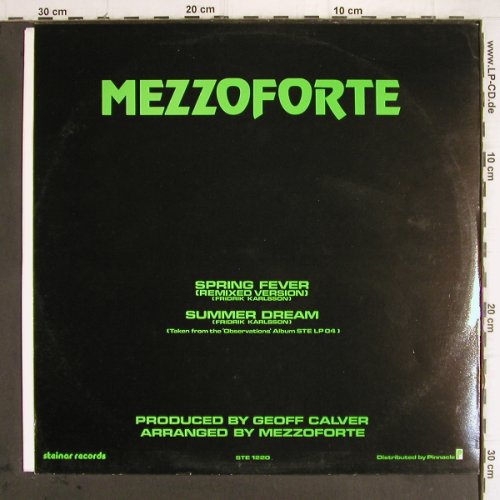 30 cm
20 cm
10 cm
www.LP-CD.de
MEZZOFORTE
10 cm
SPRING FEVER
(REMIXED VERSION)
(FRIDRIK KARLSSON)
SUMMER DREAM
(FRIDRIK KARLSSON)
(Taken from the 'Observations' Album STE LP 04)
20 cm
PRODUCED BY GEOFF CALVER
ARRANGED BY MEZZOFORTE
steinar records
STE 1220
Distributed by Pinnacle
30 cm